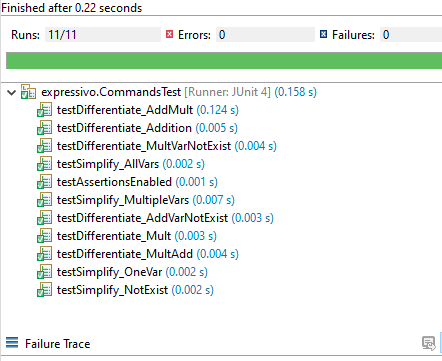 Finished after 0.22 seconds
Runs: 11/11 Errors: 0 Failures: 0
expressivo.CommandsTest [Runner: JUnit 4] (0.158 s)
testDifferentiate_AddMult (0.124 s)
testDifferentiate_Addition (0.005 s)
testDifferentiate_MultVarNotExist (0.004 s)
testSimplify_AllVars (0.002 s)
testAssertionsEnabled (0.001 s)
testSimplify_MultipleVars (0.007 s)
testDifferentiate_AddVarNotExist (0.003 s)
testDifferentiate_Mult (0.003 s)
testDifferentiate_MultAdd (0.004 s)
testSimplify_OneVar (0.002 s)
testSimplify_NotExist (0.002 s)
Failure Trace